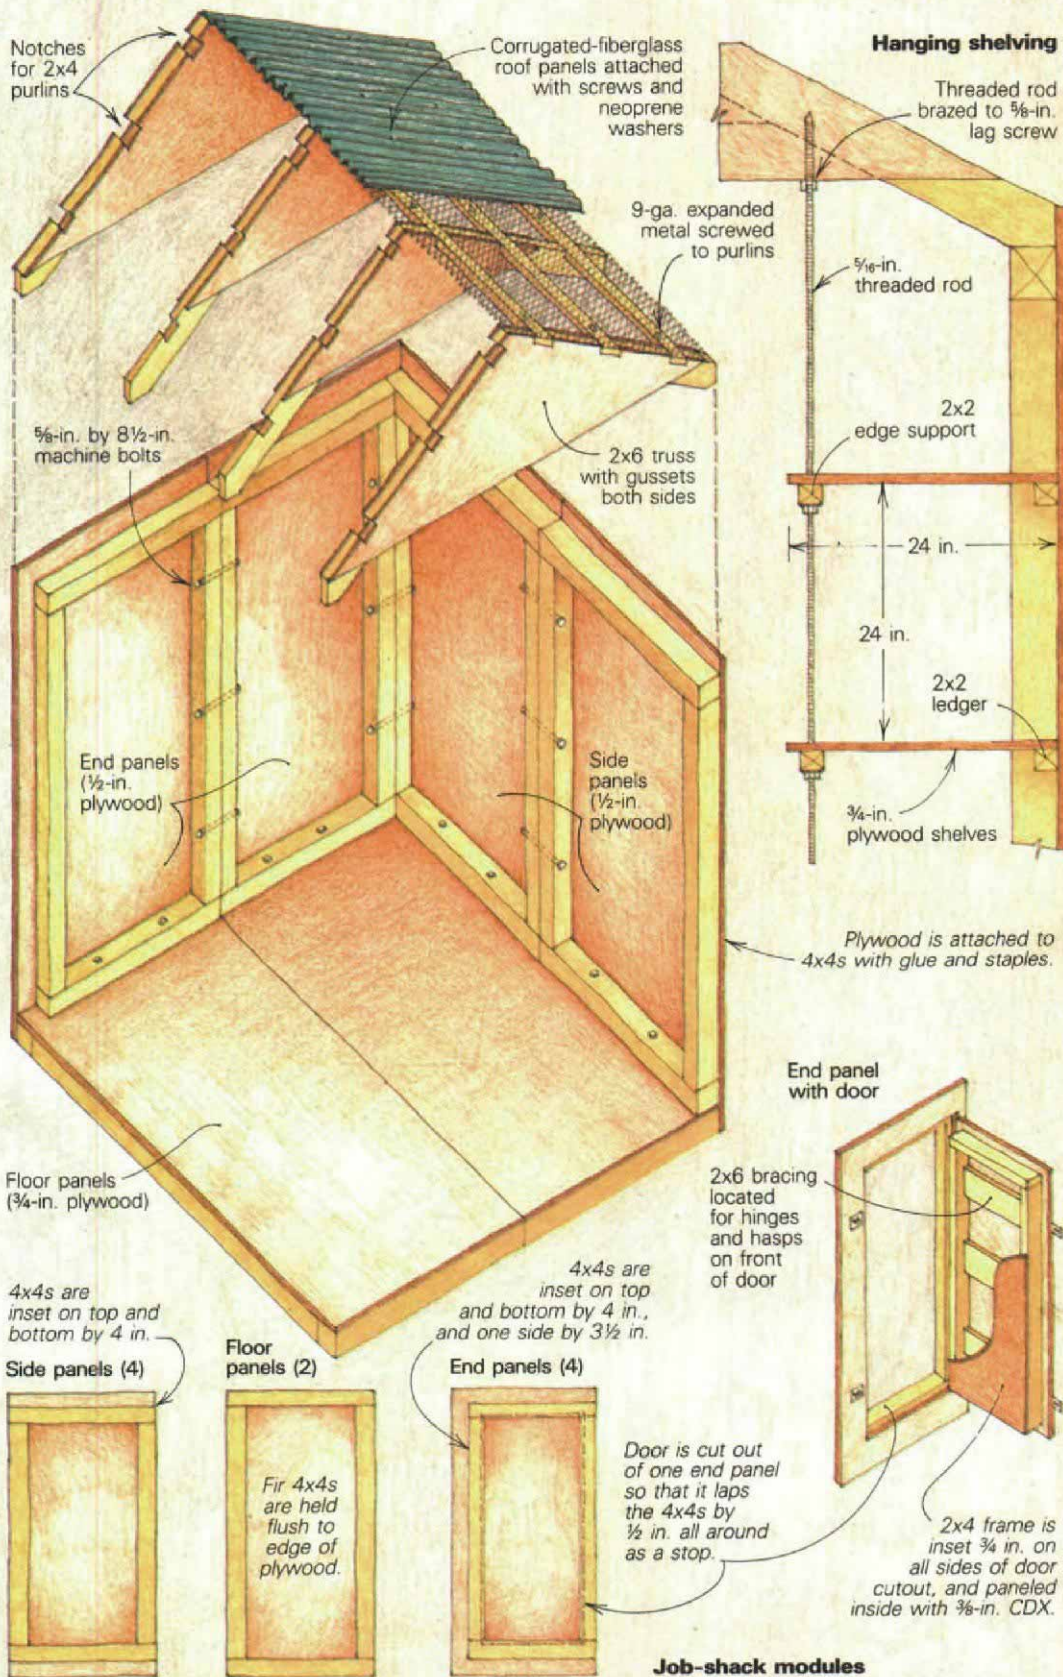 Notches
for 2x4
purlins
Corrugated-fiberglass
roof panels attached
with screws and
neoprene
washers
9-ga. expanded
metal screwed
to purlins
⅝-in. by 8½-in.
machine bolts
2x6 truss
with gussets
both sides
End panels
(½-in.
plywood)
Side
panels
(½-in.
plywood)
Floor panels
(¾-in. plywood)
Hanging shelving
Threaded rod
brazed to ⅝-in.
lag screw
5⁄16-in.
threaded rod
2x2
edge support
24 in.
24 in.
2x2
ledger
¾-in.
plywood shelves
Plywood is attached to
4x4s with glue and staples.
End panel
with door
2x6 bracing
located
for hinges
and hasps
on front
of door
4x4s are
inset on top and
bottom by 4 in.
Side panels (4)
Floor
panels (2)
Fir 4x4s
are held
flush to
edge of
plywood.
4x4s are
inset on top
and bottom by 4 in.,
and one side by 3½ in.
End panels (4)
Door is cut out
of one end panel
so that it laps
the 4x4s by
½ in. all around
as a stop.
2x4 frame is
inset ¾ in. on
all sides of door
cutout, and paneled
inside with ⅜-in. CDX.
Job-shack modules